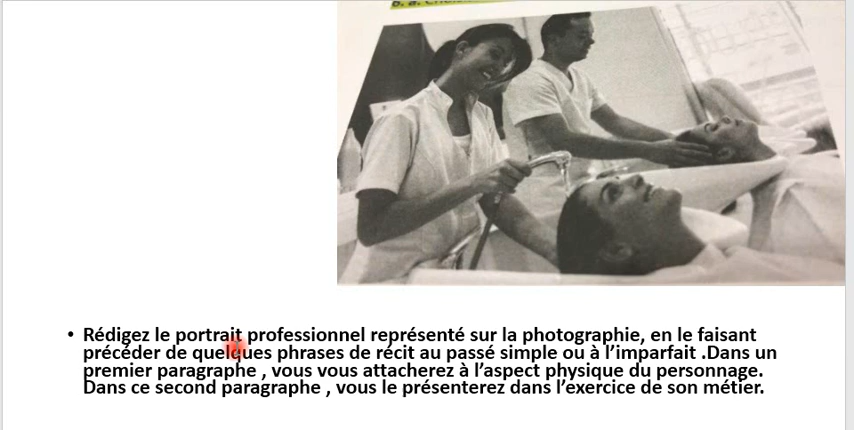 • Rédigez le portrait professionnel représenté sur la photographie, en le faisant
précéder de quelques phrases de récit au passé simple ou à l'imparfait .Dans un
premier paragraphe , vous vous attacherez à l'aspect physique du personnage.
Dans ce second paragraphe , vous le présenterez dans l'exercice de son métier.